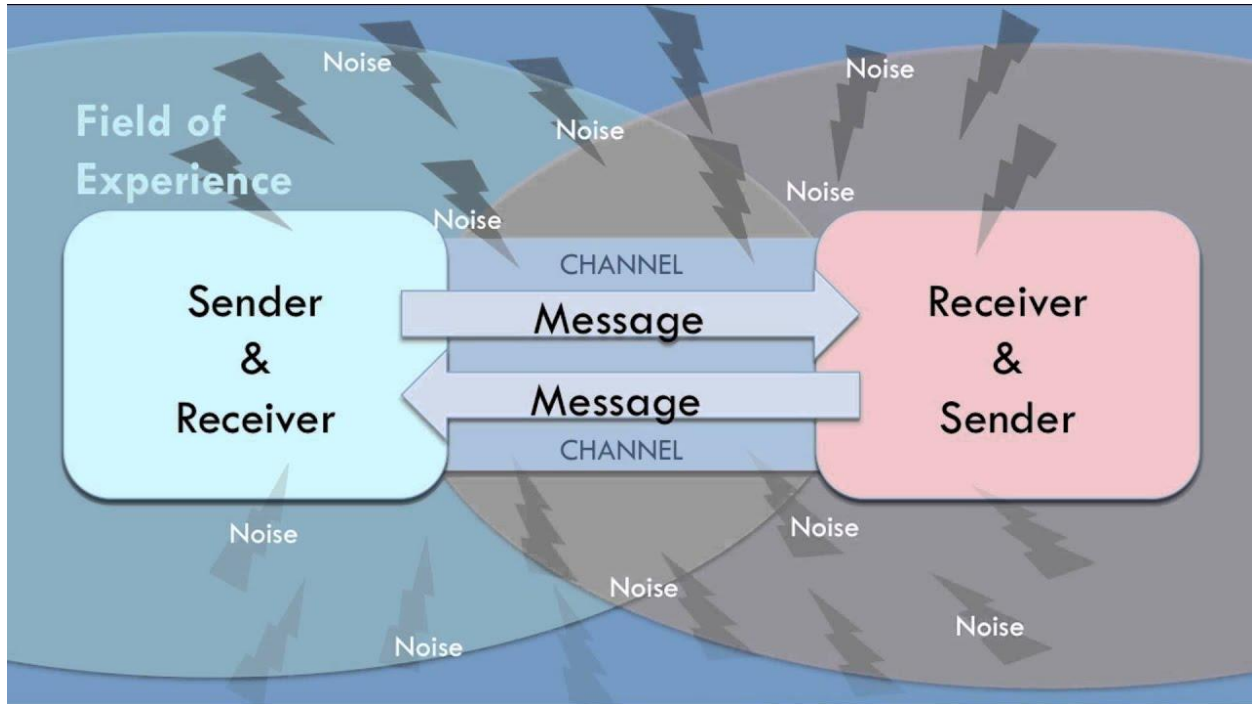 Noise
Noise
Field of
Experience
Noise
Noise
Noise
CHANNEL
Sender
&
Receiver
Message
Message
CHANNEL
Receiver
&
Sender
Noise
Noise
Noise
Noise
Noise